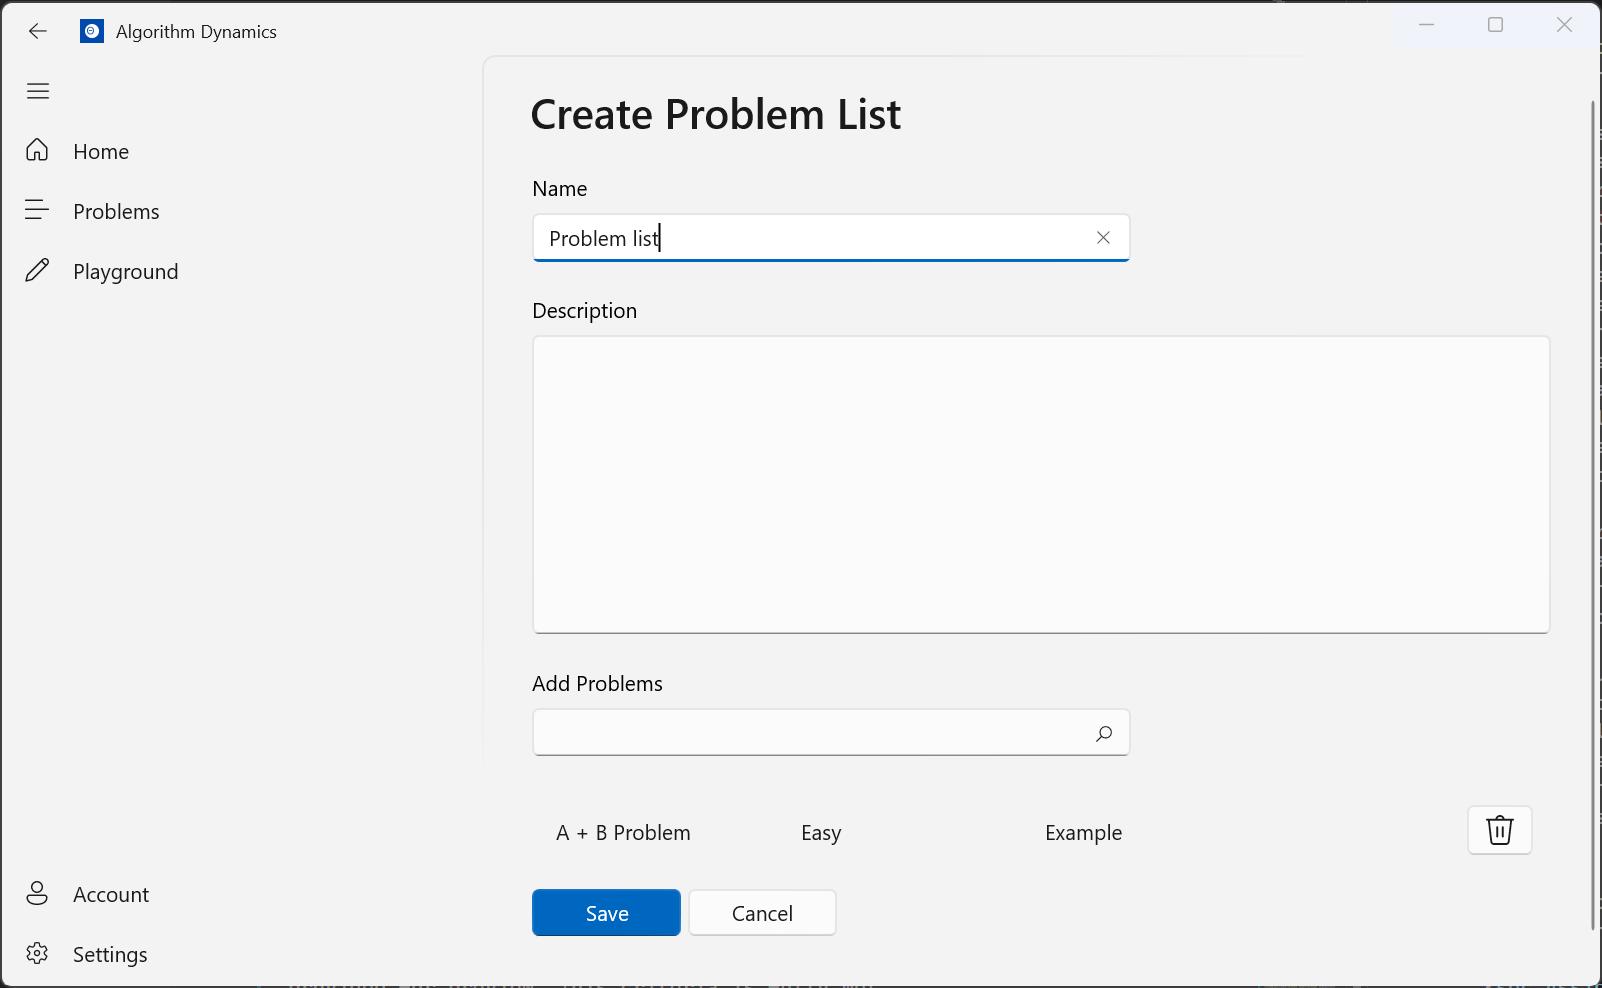 Algorithm Dynamics
Home
Problems
Playground
Account
Settings
Create Problem List
Name
Problem list
Description
Add Problems
A + B Problem Easy Example
Save Cancel